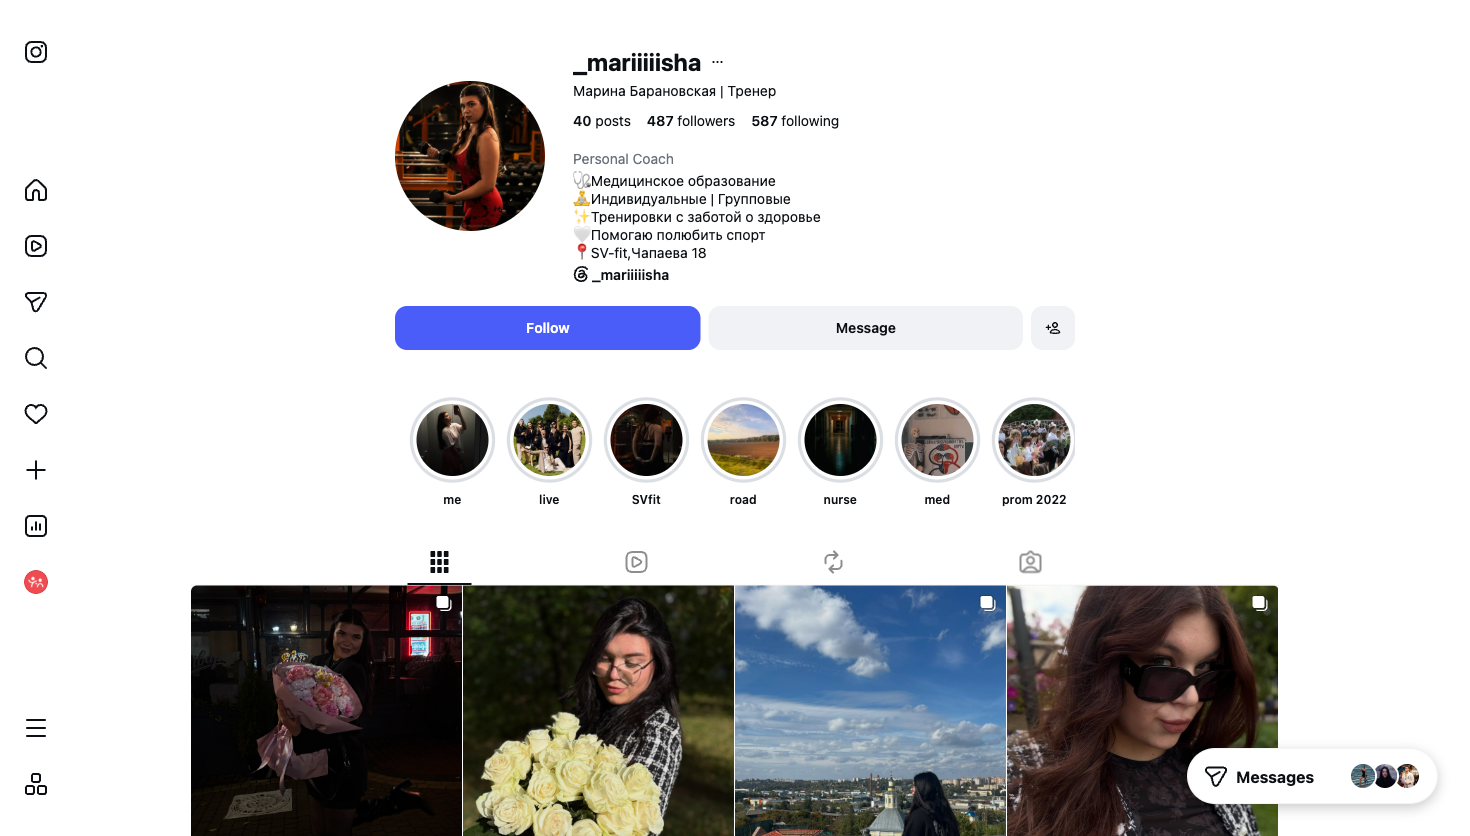 _mariiiiisha ...
Марина Барановская | Тренер
40 posts 487 followers 587 following
Personal Coach
🩺Медицинское образование
🧘Индивидуальные | Групповые
✨Тренировки с заботой о здоровье
🤍Помогаю полюбить спорт
📍SV-fit,Чапаева 18
_mariiiiisha
Follow Message
me live SVfit road nurse med prom 2022
Messages